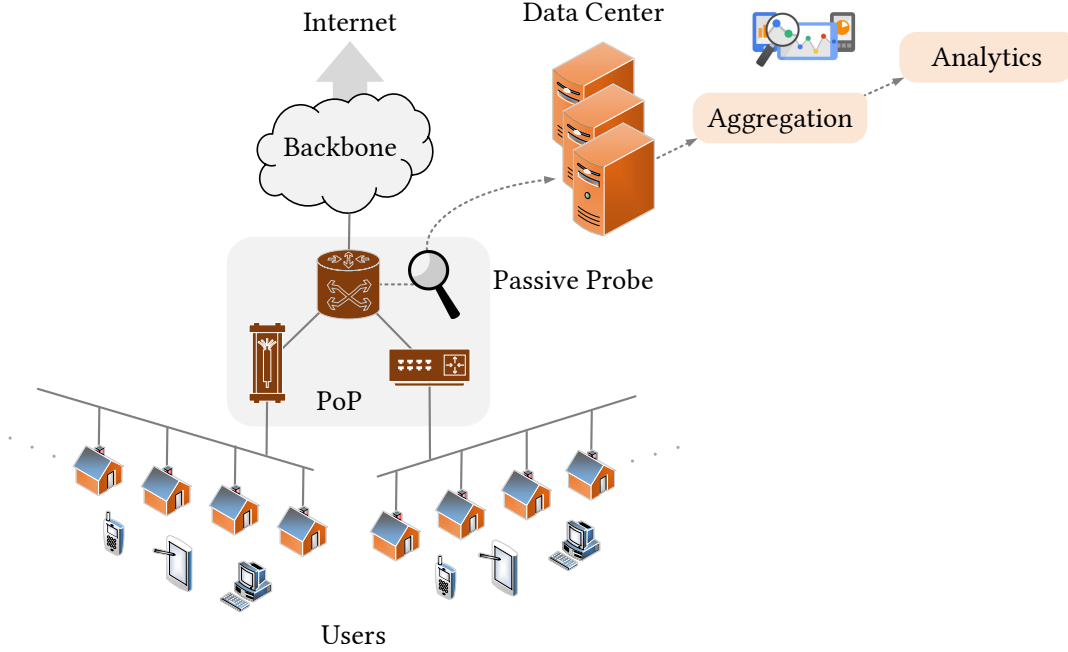 Internet
Data Center
Analytics
Aggregation
Backbone
Passive Probe
PoP
Users